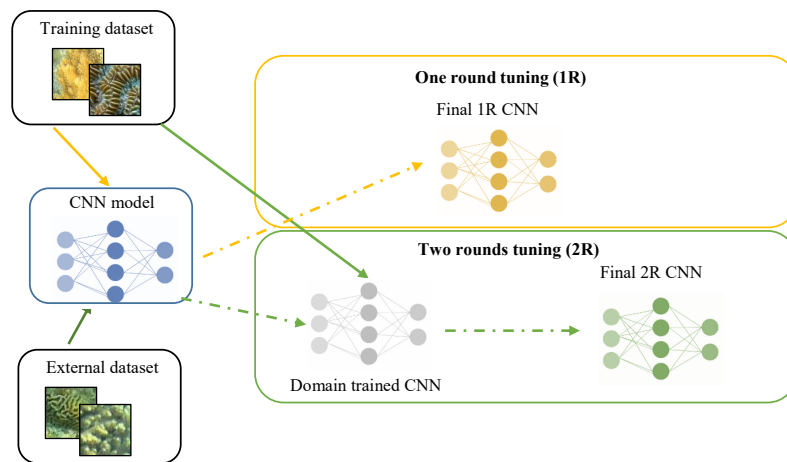 Training dataset
One round tuning (1R)
Final 1R CNN
CNN model
Two rounds tuning (2R)
Final 2R CNN
External dataset
Domain trained CNN